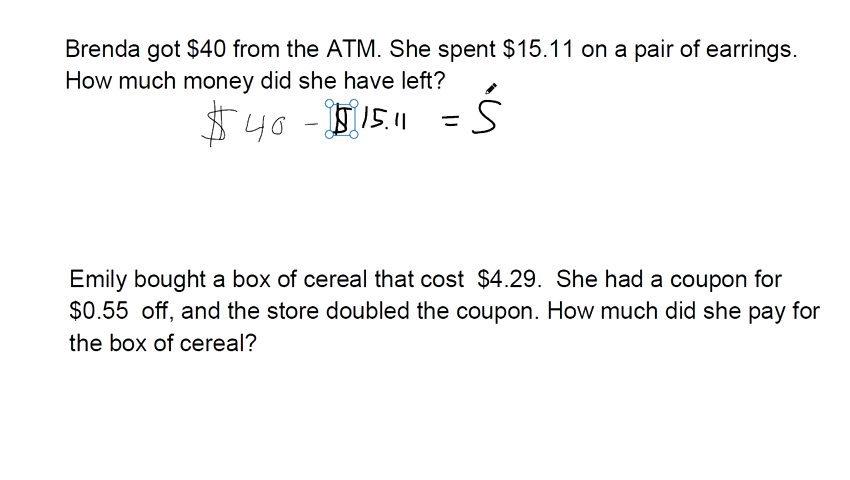 Brenda got $40 from the ATM. She spent $15.11 on a pair of earrings.
How much money did she have left?
$40 - $15.11 = S
Emily bought a box of cereal that cost $4.29. She had a coupon for
$0.55 off, and the store doubled the coupon. How much did she pay for
the box of cereal?